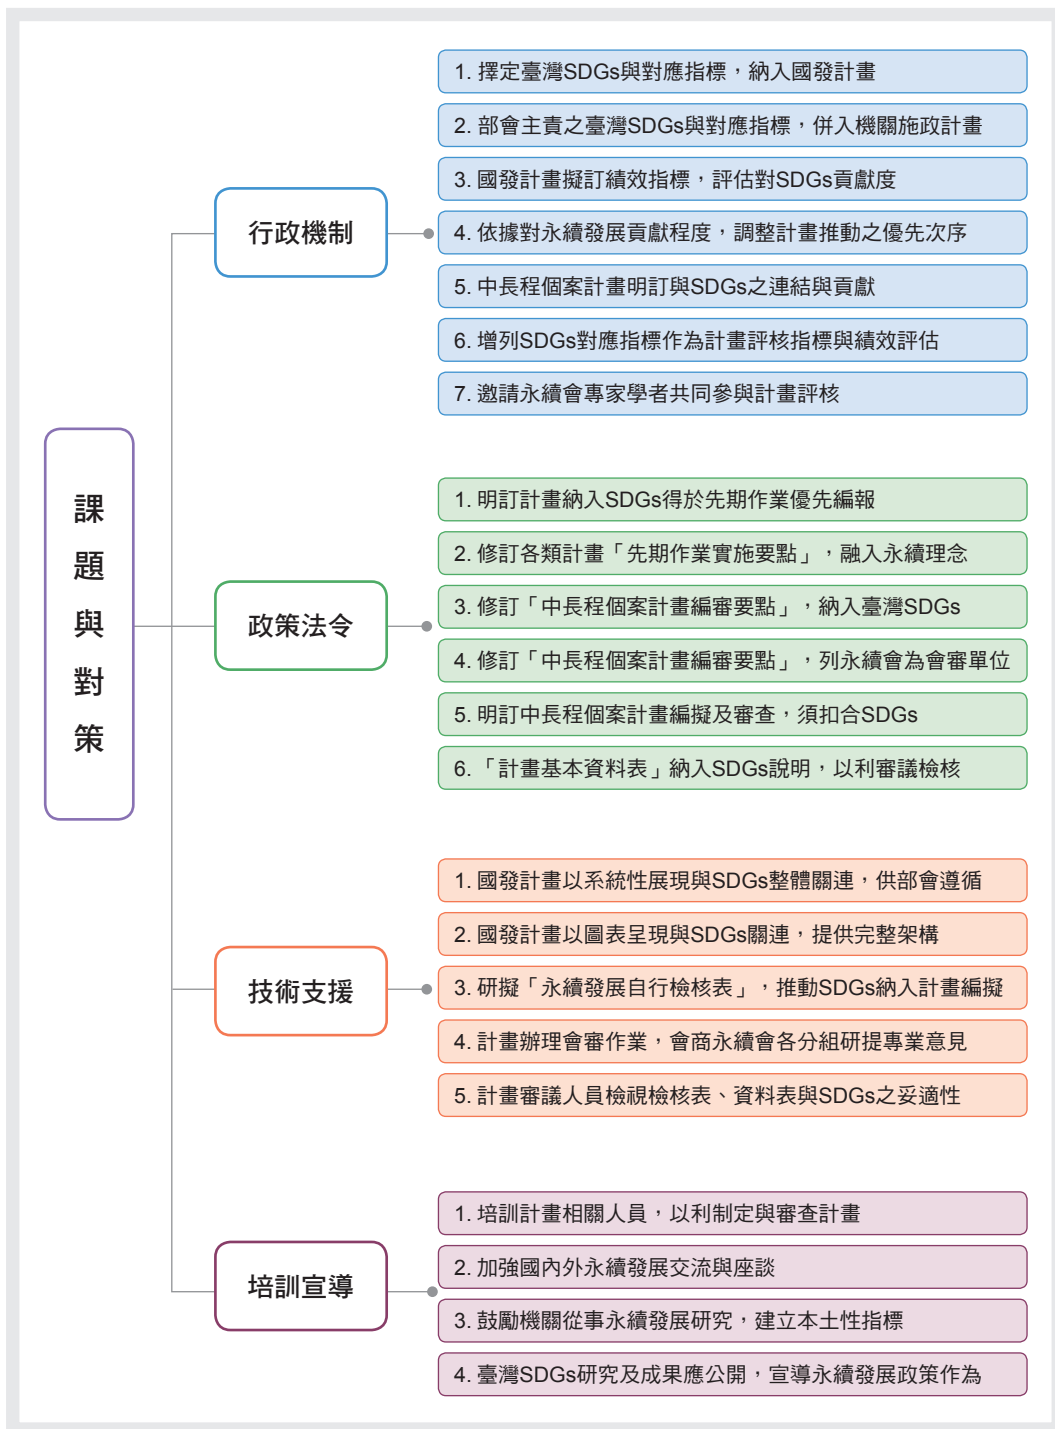 課題與對策
行政機制
1. 擇定臺灣SDGs與對應指標，納入國發計畫
2. 部會主責之臺灣SDGs與對應指標，併入機關施政計畫
3. 國發計畫擬訂績效指標，評估對SDGs貢獻度
4. 依據對永續發展貢獻程度，調整計畫推動之優先次序
5. 中長程個案計畫明訂與SDGs之連結與貢獻
6. 增列SDGs對應指標作為計畫評核指標與績效評估
7. 邀請永續會專家學者共同參與計畫評核
政策法令
1. 明訂計畫納入SDGs得於先期作業優先編報
2. 修訂各類計畫「先期作業實施要點」，融入永續理念
3. 修訂「中長程個案計畫編審要點」，納入臺灣SDGs
4. 修訂「中長程個案計畫編審要點」，列永續會為會審單位
5. 明訂中長程個案計畫編擬及審查，須扣合SDGs
6. 「計畫基本資料表」納入SDGs說明，以利審議檢核
技術支援
1. 國發計畫以系統性展現與SDGs整體關連，供部會遵循
2. 國發計畫以圖表呈現與SDGs關連，提供完整架構
3. 研擬「永續發展自行檢核表」，推動SDGs納入計畫編擬
4. 計畫辦理會審作業，會商永續會各分組研提專業意見
5. 計畫審議人員檢視檢核表、資料表與SDGs之妥適性
培訓宣導
1. 培訓計畫相關人員，以利制定與審查計畫
2. 加強國內外永續發展交流與座談
3. 鼓勵機關從事永續發展研究，建立本土性指標
4. 臺灣SDGs研究及成果應公開，宣導永續發展政策作為